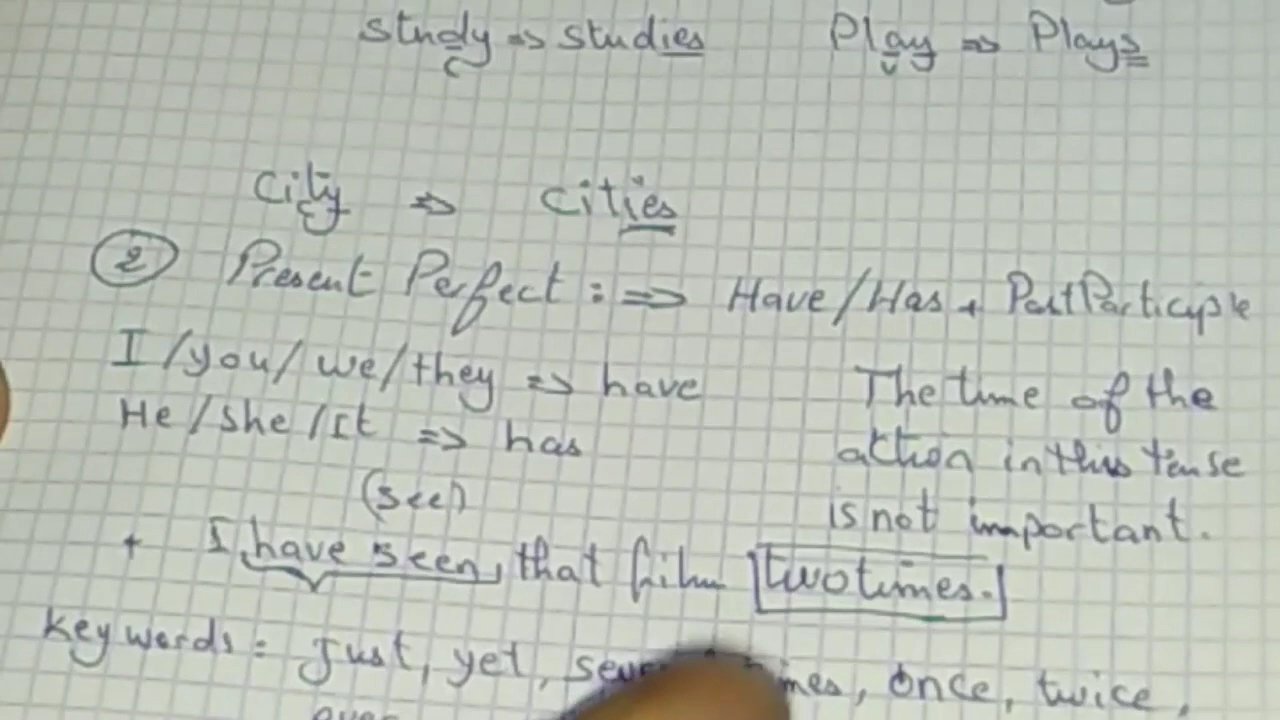 study => studies Play => Plays
City => Cities
2 Present Perfect : => Have/Has + Past Participle
I/you/we/they => have
He/She/It => has
The time of the
action in this tense
is not important.
(see)
+ I have seen that film two times.
Key words: Just, yet, once, twice,